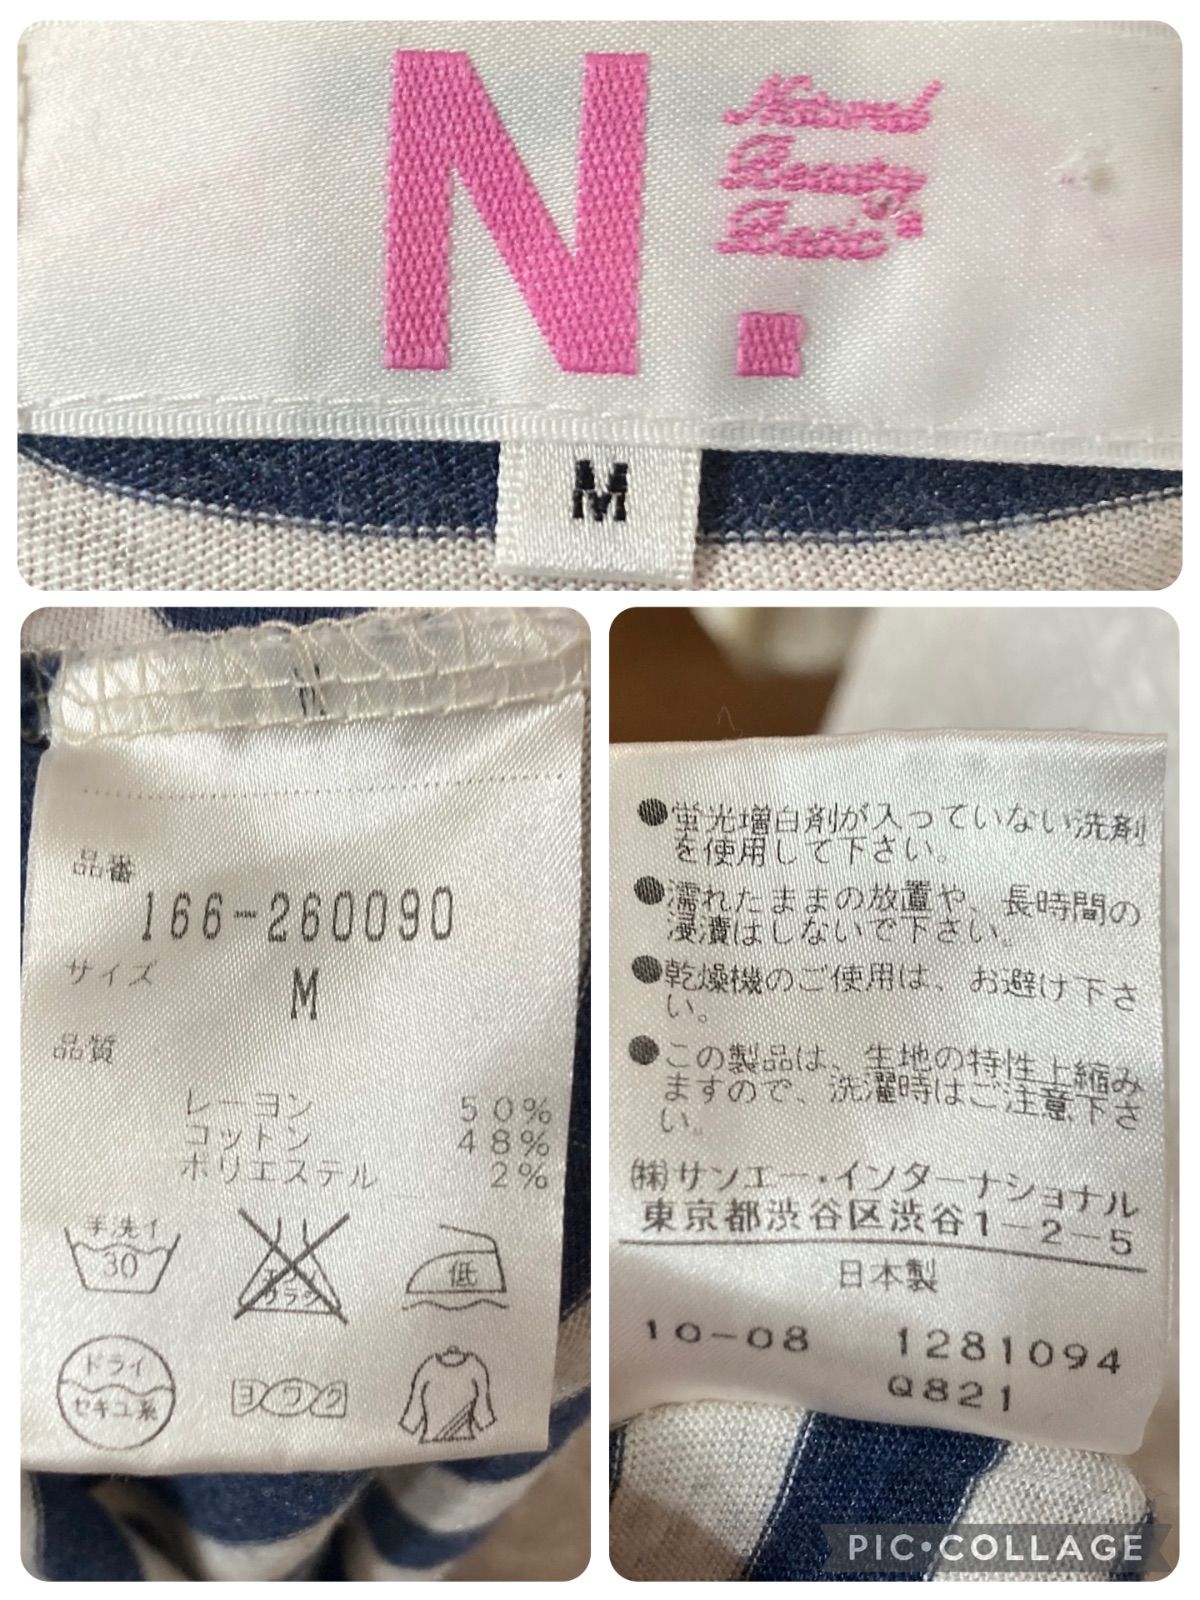 N.
Natural
Beauty
Basic
M
品番
166-260090
サイズ
M
品質
レーヨン 50%
コットン 48%
ポリエステル 2%
手洗イ
30
エンソ
サラシ
低
ドライ
セキユ系
ヨワク
●蛍光増白剤が入っていない洗剤
を使用して下さい。
●濡れたままの放置や、長時間の
浸漬はしないで下さい。
●乾燥機のご使用は、お避け下さ
い。
●この製品は、生地の特性上縮み
ますので、洗濯時はご注意下さ
い。
㈱サンエー・インターナショナル
東京都渋谷区渋谷1-2-5
日本製
10-08 1281094
Q821
PIC•COLLAGE